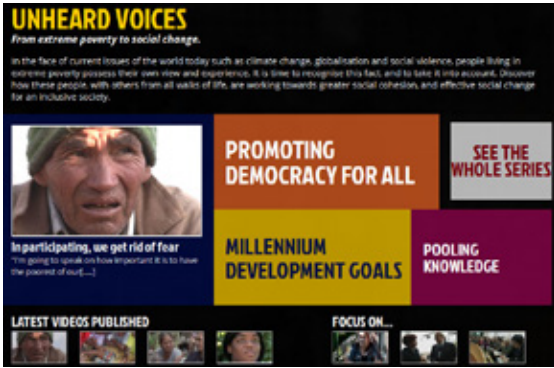 UNHEARD VOICES
From extreme poverty to social change.
In the face of current issues of the world today such as climate change, globalisation and social violence, people living in
extreme poverty possess their own view and experience. It is time to recognise this fact, and to take it into account. Discover
how these people, with others from all walks of life, are working towards greater social cohesion, and effective social change
for an inclusive society.
PROMOTING
DEMOCRACY FOR ALL
SEE THE
WHOLE SERIES
In participating, we get rid of fear
"I'm going to speak on how important it is to have
the poorest of our[....]
MILLENNIUM
DEVELOPMENT GOALS
POOLING
KNOWLEDGE
LATEST VIDEOS PUBLISHED
FOCUS ON...